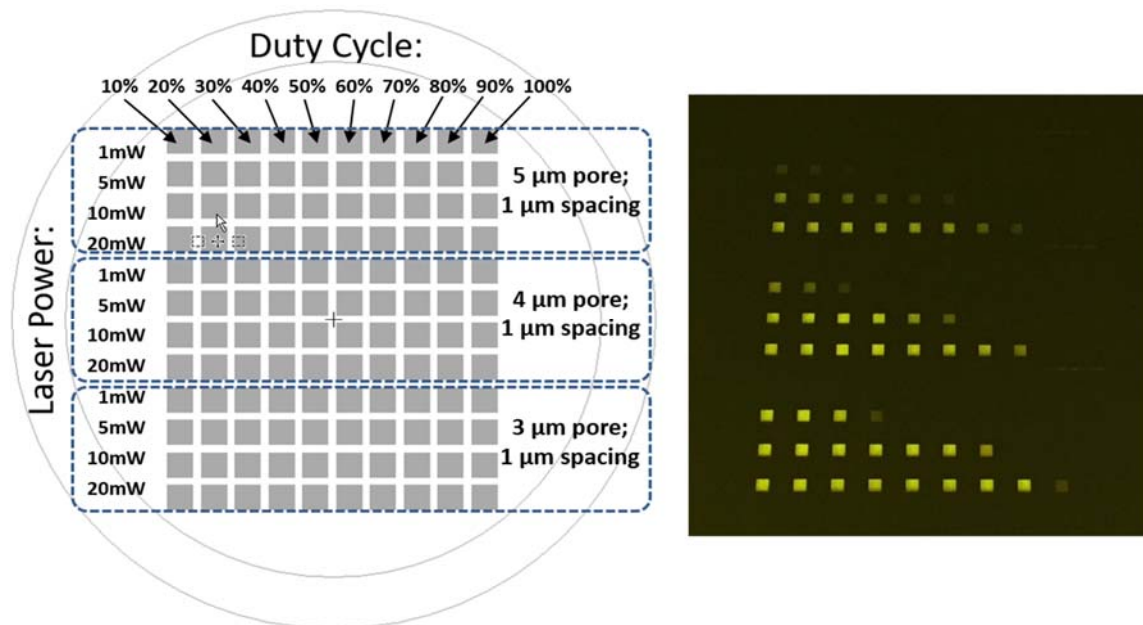 Duty Cycle:
10% 20% 30% 40% 50% 60% 70% 80% 90% 100%
Laser Power:
1mW
5mW
10mW
20mW
5 µm pore;
1 µm spacing
1mW
5mW
10mW
20mW
4 µm pore;
1 µm spacing
1mW
5mW
10mW
20mW
3 µm pore;
1 µm spacing